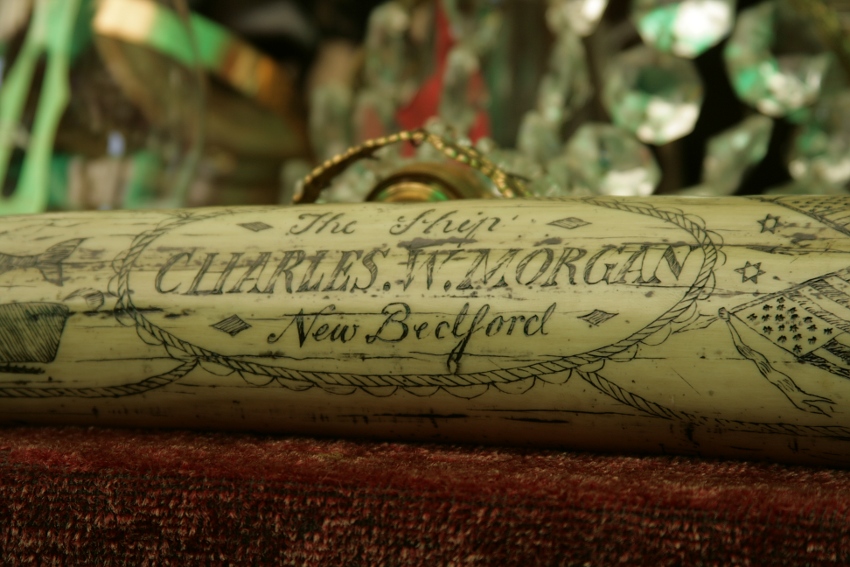 The Ship
CHARLES.W.MORGAN
New Bedford